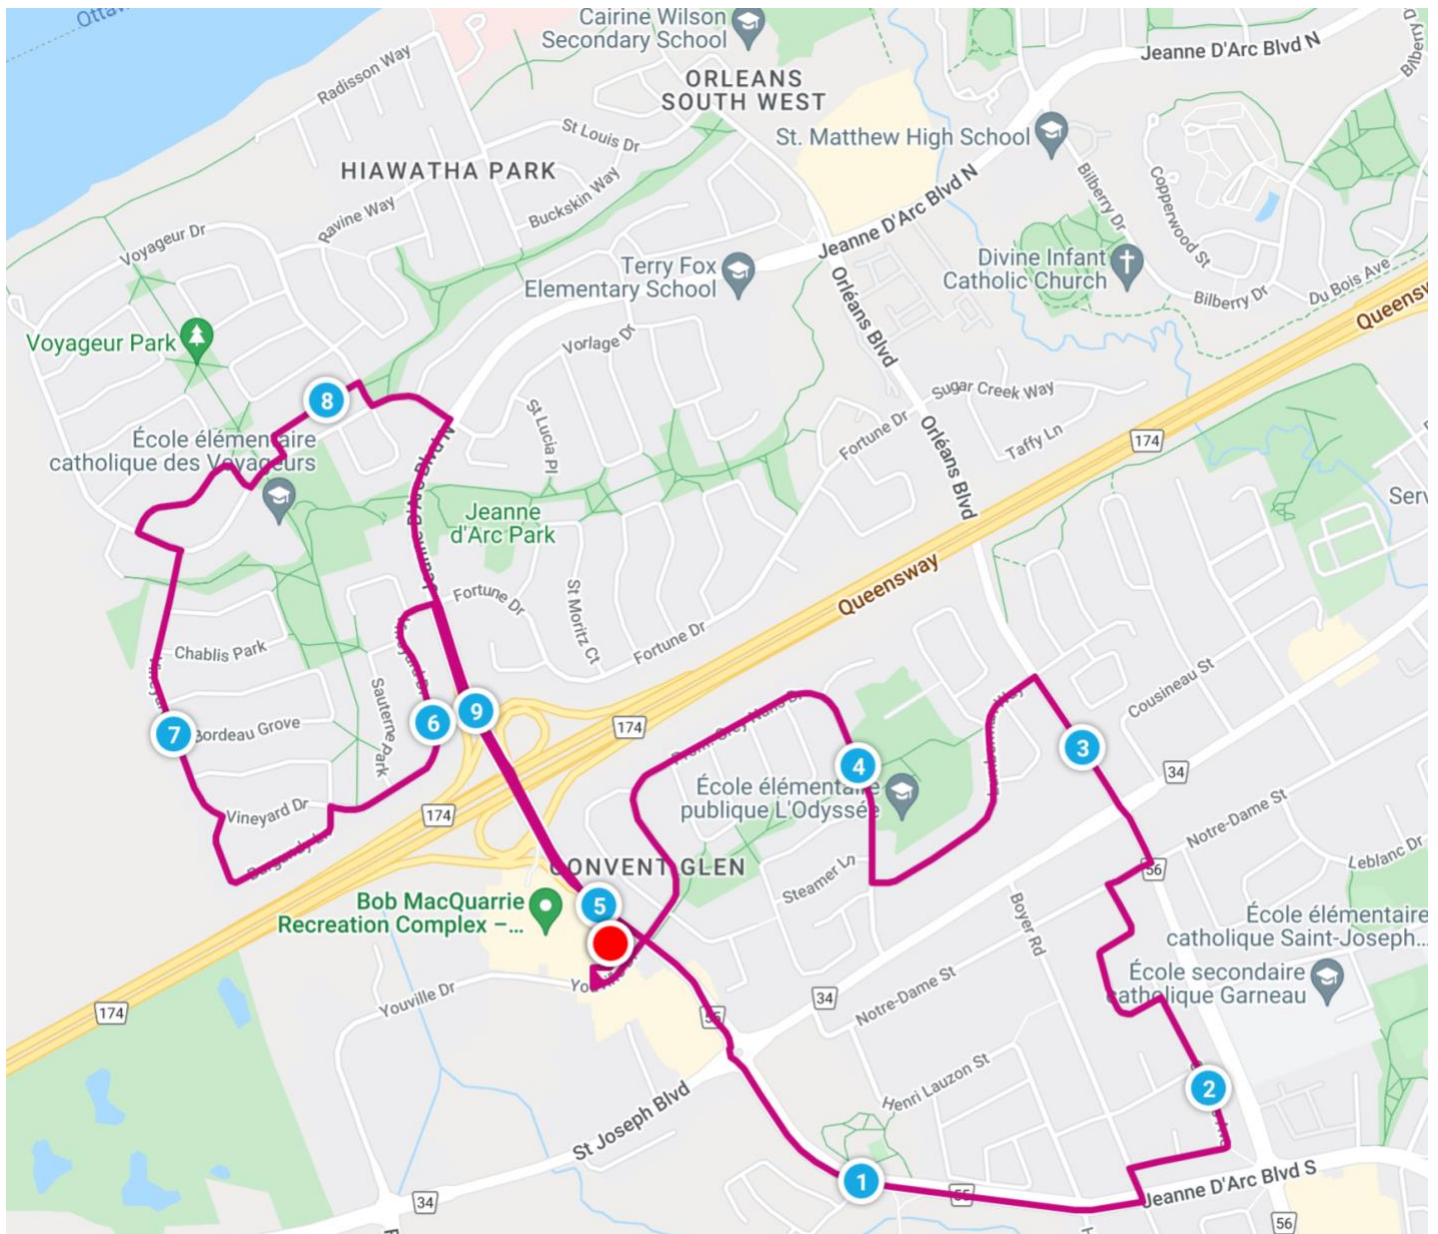 Cairine Wilson
Secondary School
Jeanne D'Arc Blvd N
Radisson Way
ORLEANS
SOUTH WEST
St Louis Dr
St. Matthew High School
HIAWATHA PARK
Buckskin Way
Bilberry Dr
Copperwood St
Ravine Way
Voyageur Dr
Jeanne D'Arc Blvd N
Terry Fox
Elementary School
Divine Infant
Catholic Church
Orléans Blvd
Bilberry Dr
Du Bois Ave
Voyageur Park
Vorlage Dr
Sugar Creek Way
8
St Lucia Pl
Fortune Dr
Orléans Blvd
Taffy Ln
174
École élémentaire
catholique des Voyageurs
Jeanne
d'Arc Park
Queensway
Fortune Dr
St Moritz Ct
Fortune Dr
Chablis Park
Sauterne Park
Cousineau St
9
6
7
Bordeau Grove
174
3
4
34
École élémentaire
publique L'Odyssée
Vineyard Dr
174
Burgundy Ln
Notre-Dame St
Leblanc Dr
CONVENT GLEN
Steamer Ln
56
Bob MacQuarrie
Recreation Complex –...
5
Boyer Rd
École élémentaire
catholique Saint-Joseph...
École secondaire
catholique Garneau
Youville Dr
34
Notre-Dame St
174
55
Henri Lauzon St
2
St Joseph Blvd
1
55
Jeanne D'Arc Blvd S
34
56